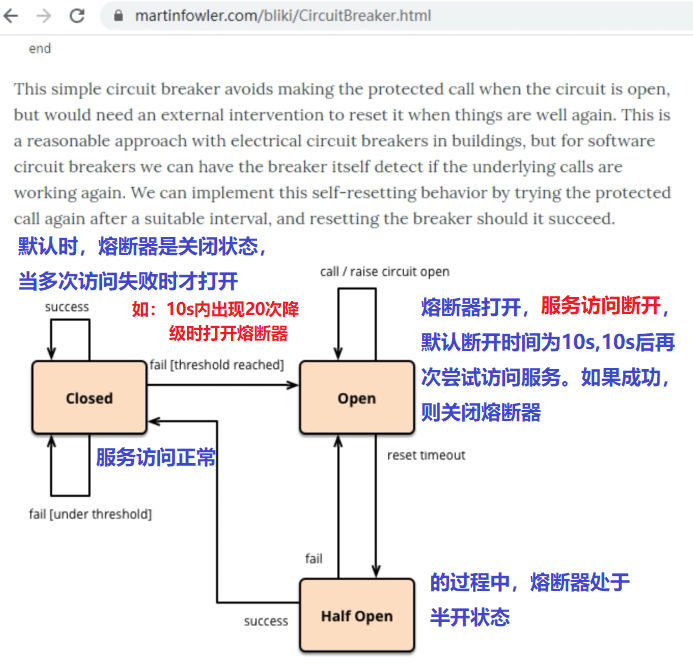 martinfowler.com/bliki/CircuitBreaker.html
end
This simple circuit breaker avoids making the protected call when the circuit is open,
but would need an external intervention to reset it when things are well again. This is
a reasonable approach with electrical circuit breakers in buildings, but for software
circuit breakers we can have the breaker itself detect if the underlying calls are
working again. We can implement this self-resetting behavior by trying the protected
call again after a suitable interval, and resetting the breaker should it succeed.
默认时，熔断器是关闭状态，
当多次访问失败时才打开
call / raise circuit open
success
如：10s内出现20次降
级时打开熔断器
熔断器打开，服务访问断开，
默认断开时间为10s,10s后再
次尝试访问服务。如果成功，
则关闭熔断器
fail [threshold reached]
Closed
Open
服务访问正常
reset timeout
fail [under threshold]
fail
的过程中，熔断器处于
半开状态
success
Half Open